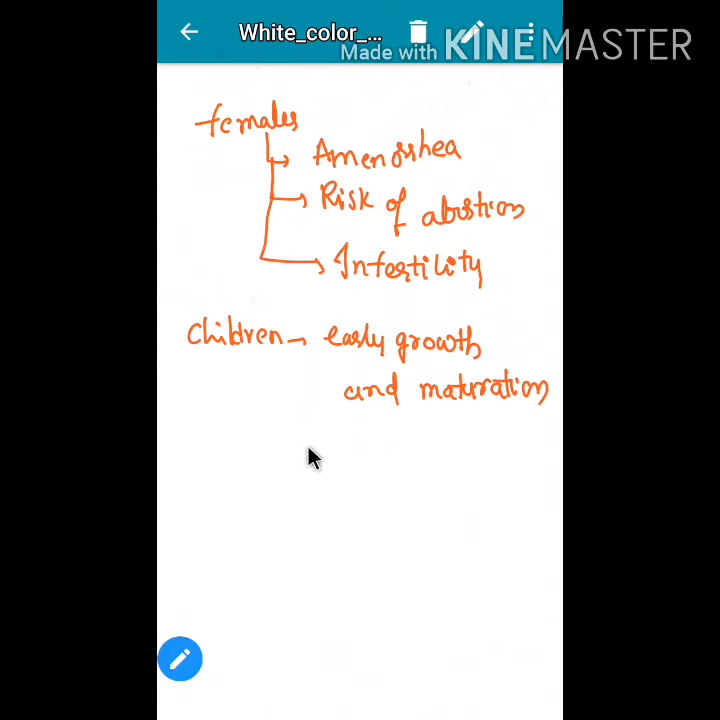 White_color_...
Made with KINEMASTER
females
Amenorrhea
Risk of abortion
Infertility
Children → early growth
and maturation